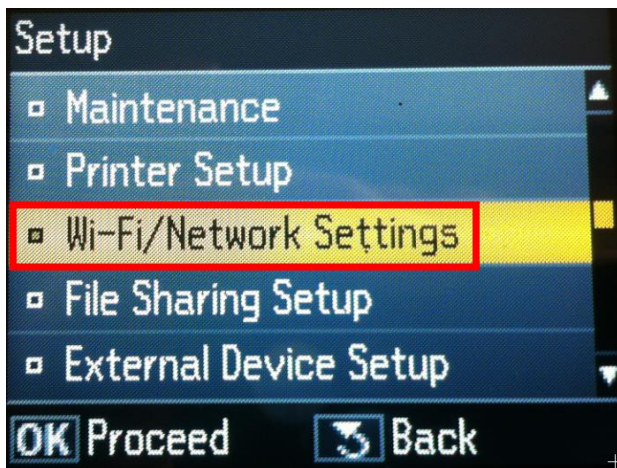 Setup
Maintenance
Printer Setup
Wi-Fi/Network Settings
File Sharing Setup
External Device Setup
OK Proceed Back